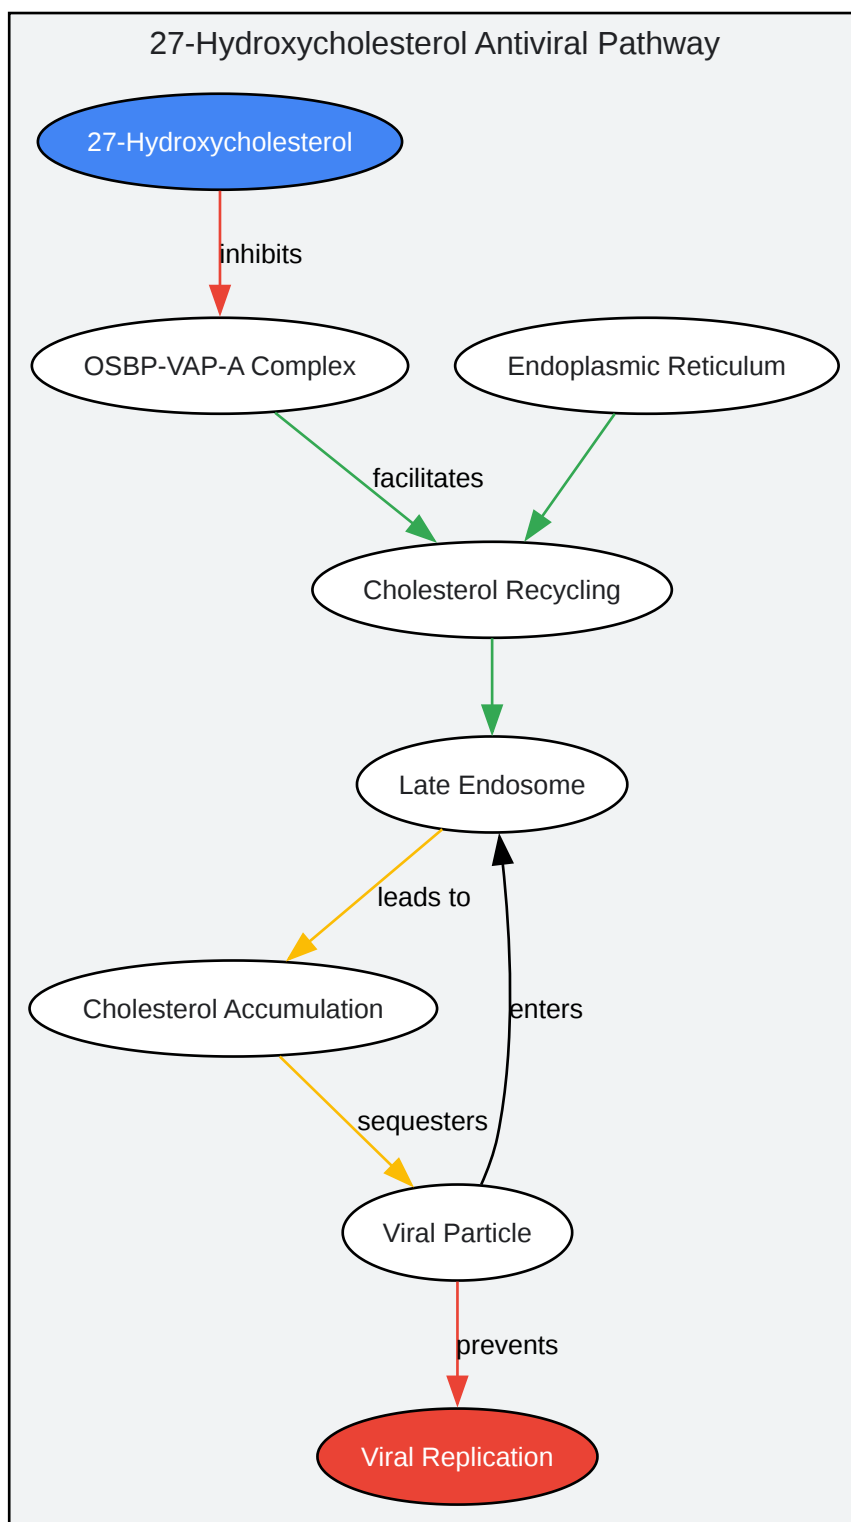 27-Hydroxycholesterol Antiviral Pathway
27-Hydroxycholesterol
inhibits
OSBP-VAP-A Complex
Endoplasmic Reticulum
facilitates
Cholesterol Recycling
Late Endosome
leads to
Cholesterol Accumulation
enters
sequesters
Viral Particle
prevents
Viral Replication